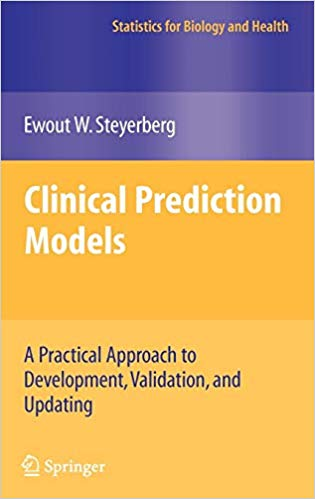 Statistics for Biology and Health
Ewout W. Steyerberg
Clinical Prediction
Models
A Practical Approach to
Development, Validation, and
Updating
Springer